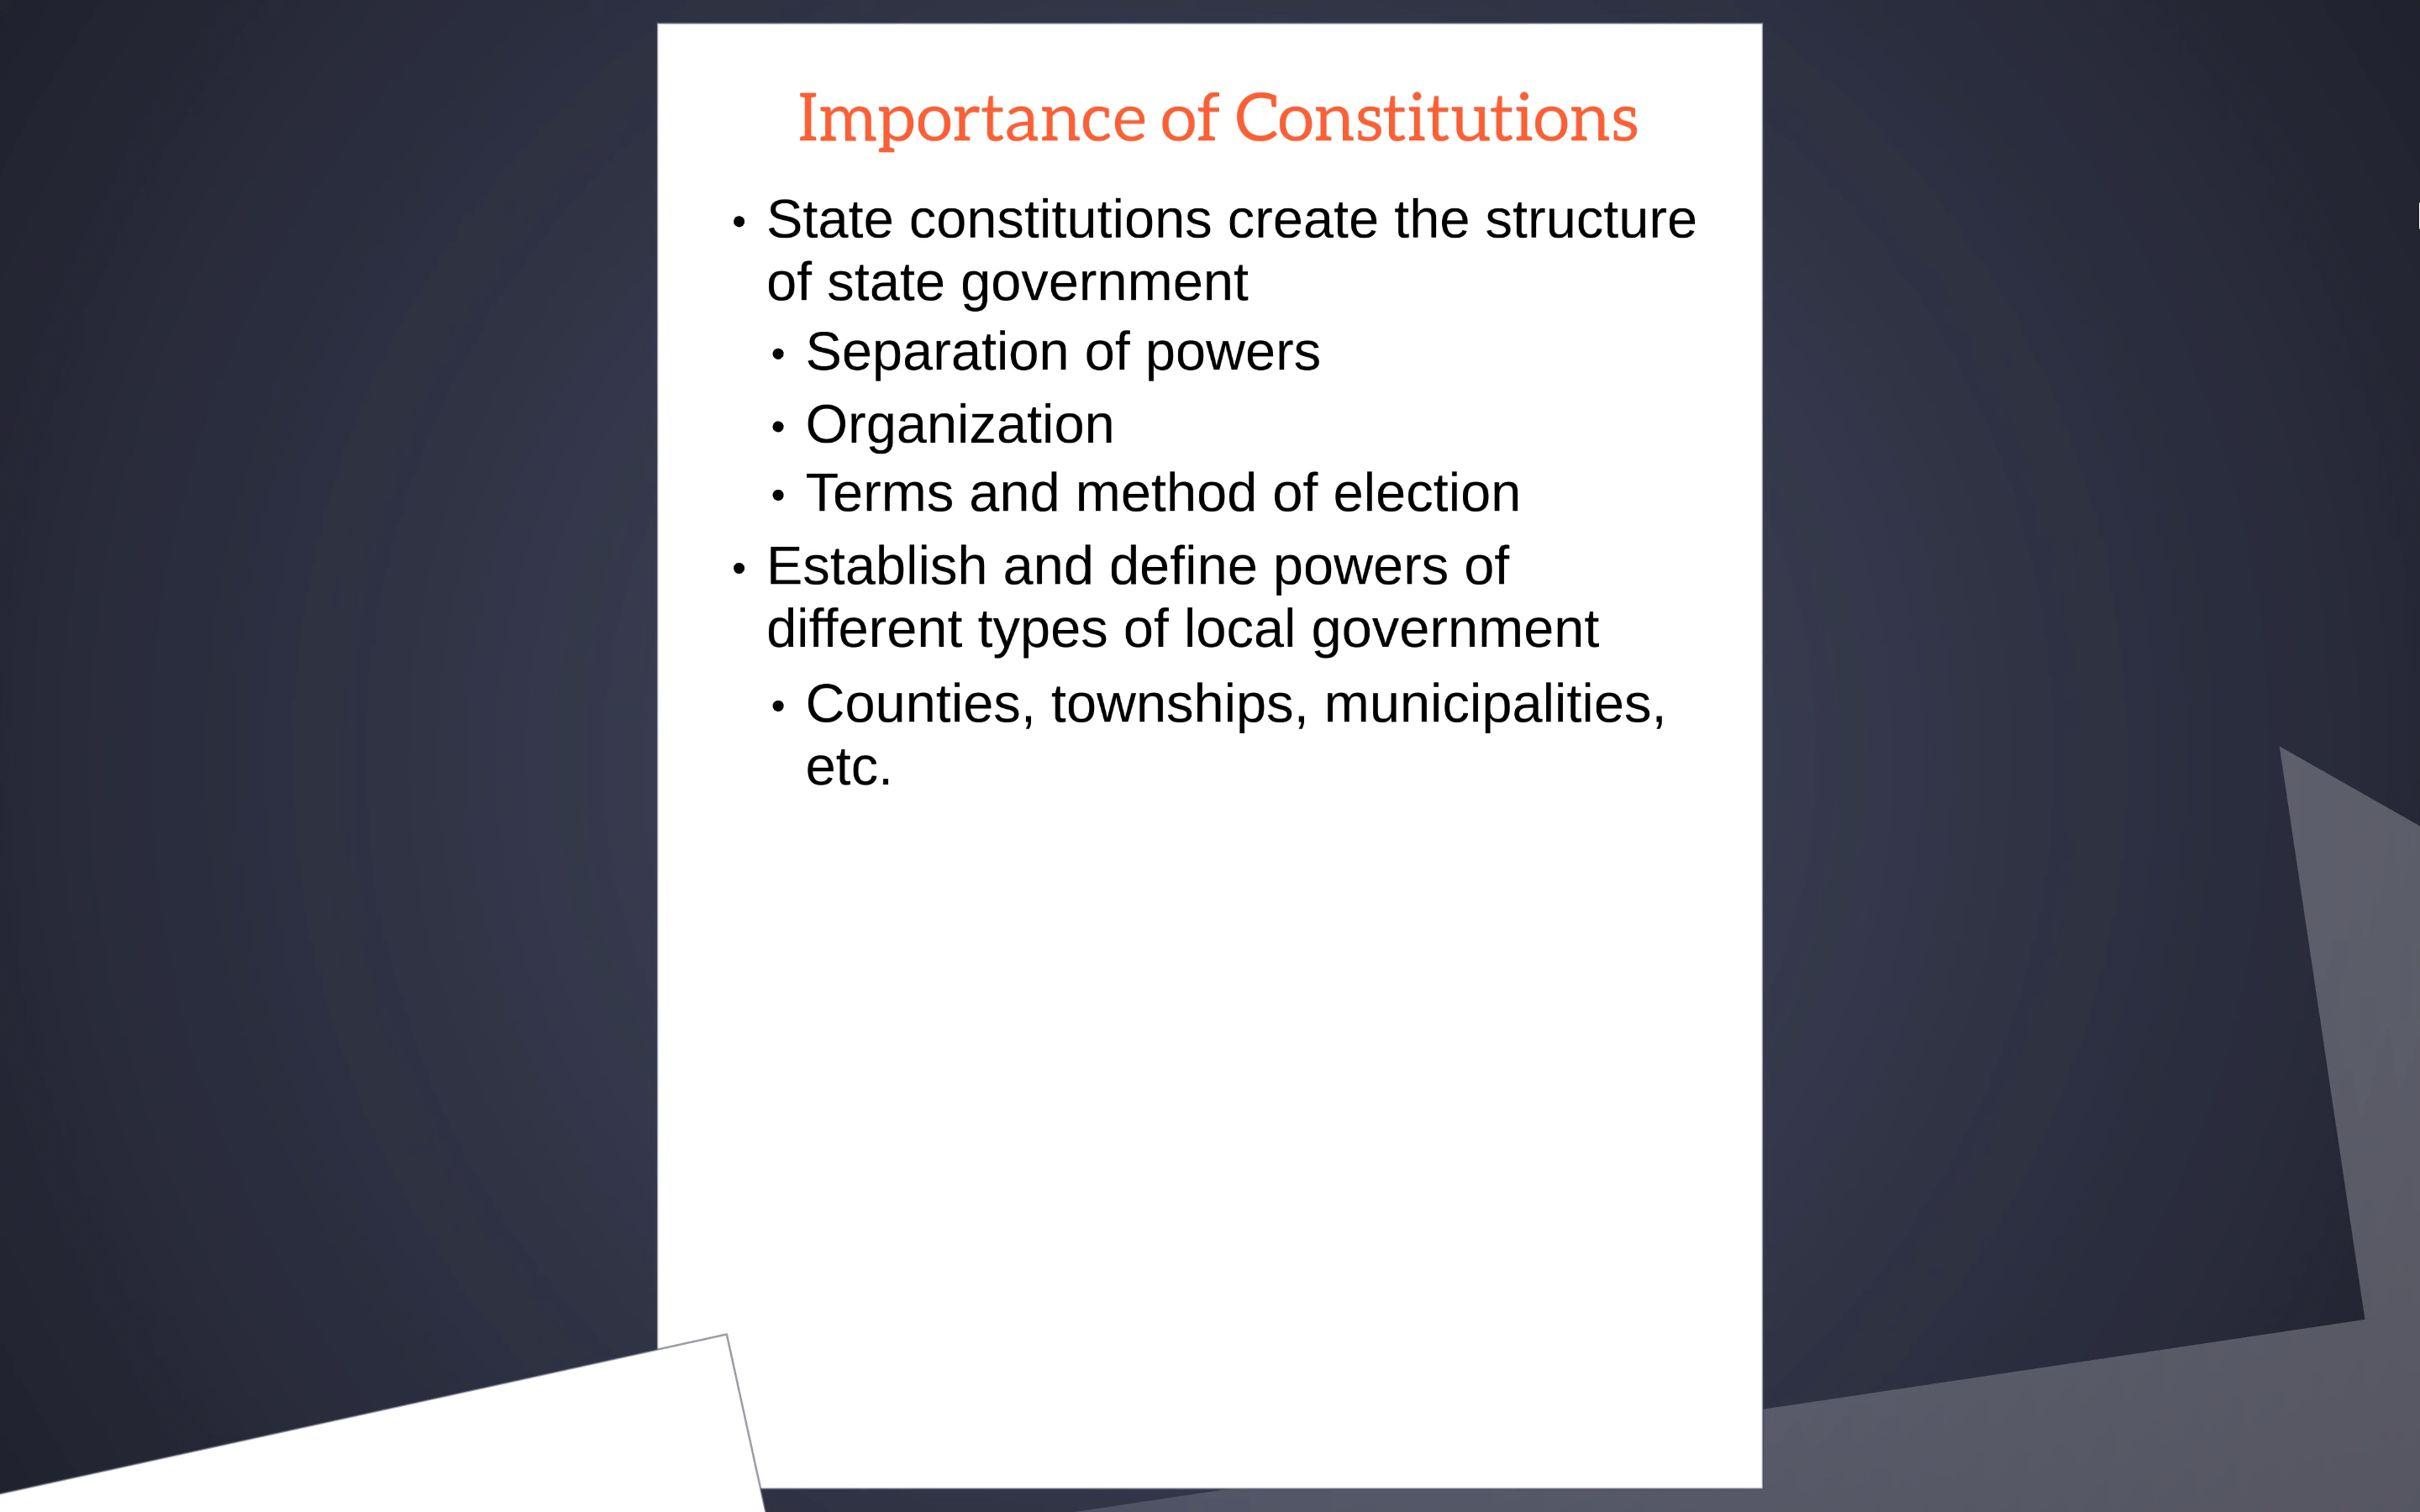 Importance of Constitutions
• State constitutions create the structure
of state government
• Separation of powers
• Organization
• Terms and method of election
• Establish and define powers of
different types of local government
• Counties, townships, municipalities,
etc.